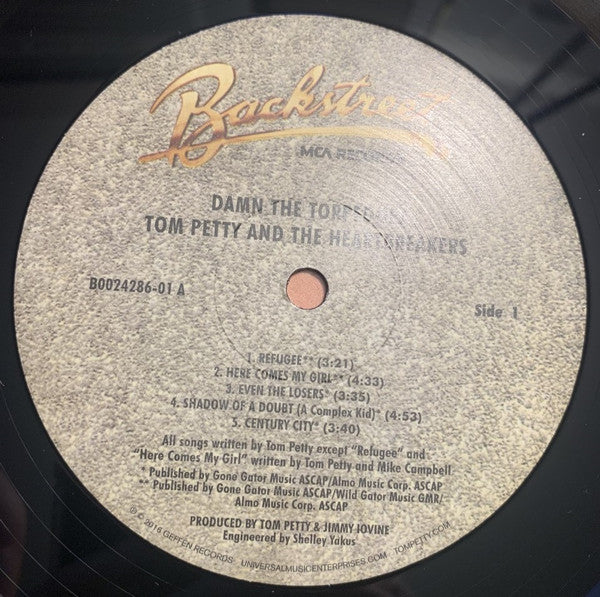 Backstreet
MCA RECORDS
DAMN THE TORPEDOES
TOM PETTY AND THE HEARTBREAKERS
B0024286-01 A
Side 1
1. REFUGEE** (3:21)
2. HERE COMES MY GIRL** (4:33)
3. EVEN THE LOSERS* (3:35)
4. SHADOW OF A DOUBT (A Complex Kid)* (4:53)
5. CENTURY CITY* (3:40)
All songs written by Tom Petty except "Refugee" and
"Here Comes My Girl" written by Tom Petty and Mike Campbell
* Published by Gone Gator Music ASCAP/Almo Music Corp. ASCAP
** Published by Gone Gator Music ASCAP/Wild Gator Music GMR/
Almo Music Corp. ASCAP
PRODUCED BY TOM PETTY & JIMMY IOVINE
Engineered by Shelley Yakus
℗ © 2016 GEFFEN RECORDS · UNIVERSALMUSICENTERPRISES.COM · TOMPETTY.COM